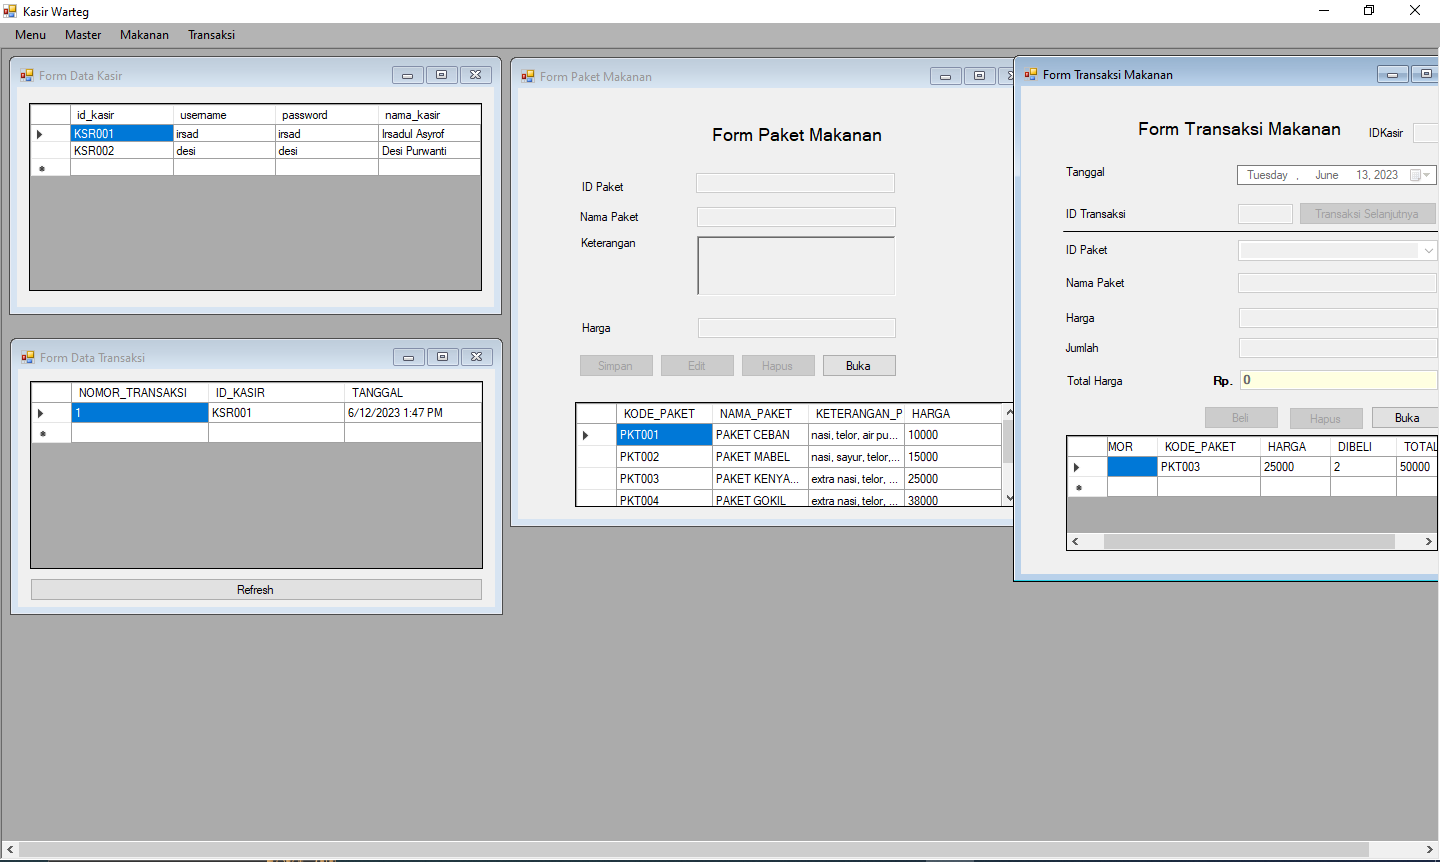 Kasir Warteg
Menu Master Makanan Transaksi
Form Data Kasir
id_kasir username password nama_kasir
KSR001 irsad irsad Irsadul Asyrof
KSR002 desi desi Desi Purwanti
Form Data Transaksi
NOMOR_TRANSAKSI ID_KASIR TANGGAL
1 KSR001 6/12/2023 1:47 PM
Refresh
Form Paket Makanan
Form Paket Makanan
ID Paket
Nama Paket
Keterangan
Harga
Simpan Edit Hapus Buka
KODE_PAKET NAMA_PAKET KETERANGAN_P HARGA
PKT001 PAKET CEBAN nasi, telor, air pu... 10000
PKT002 PAKET MABEL nasi, sayur, telor,... 15000
PKT003 PAKET KENYA... extra nasi, telor, ... 25000
PKT004 PAKET GOKIL extra nasi, telor, ... 38000
Form Transaksi Makanan
Form Transaksi Makanan IDKasir
Tanggal Tuesday , June 13, 2023
ID Transaksi Transaksi Selanjutnya
ID Paket
Nama Paket
Harga
Jumlah
Total Harga Rp. 0
Beli Hapus Buka
MOR KODE_PAKET HARGA DIBELI TOTAL
PKT003 25000 2 50000